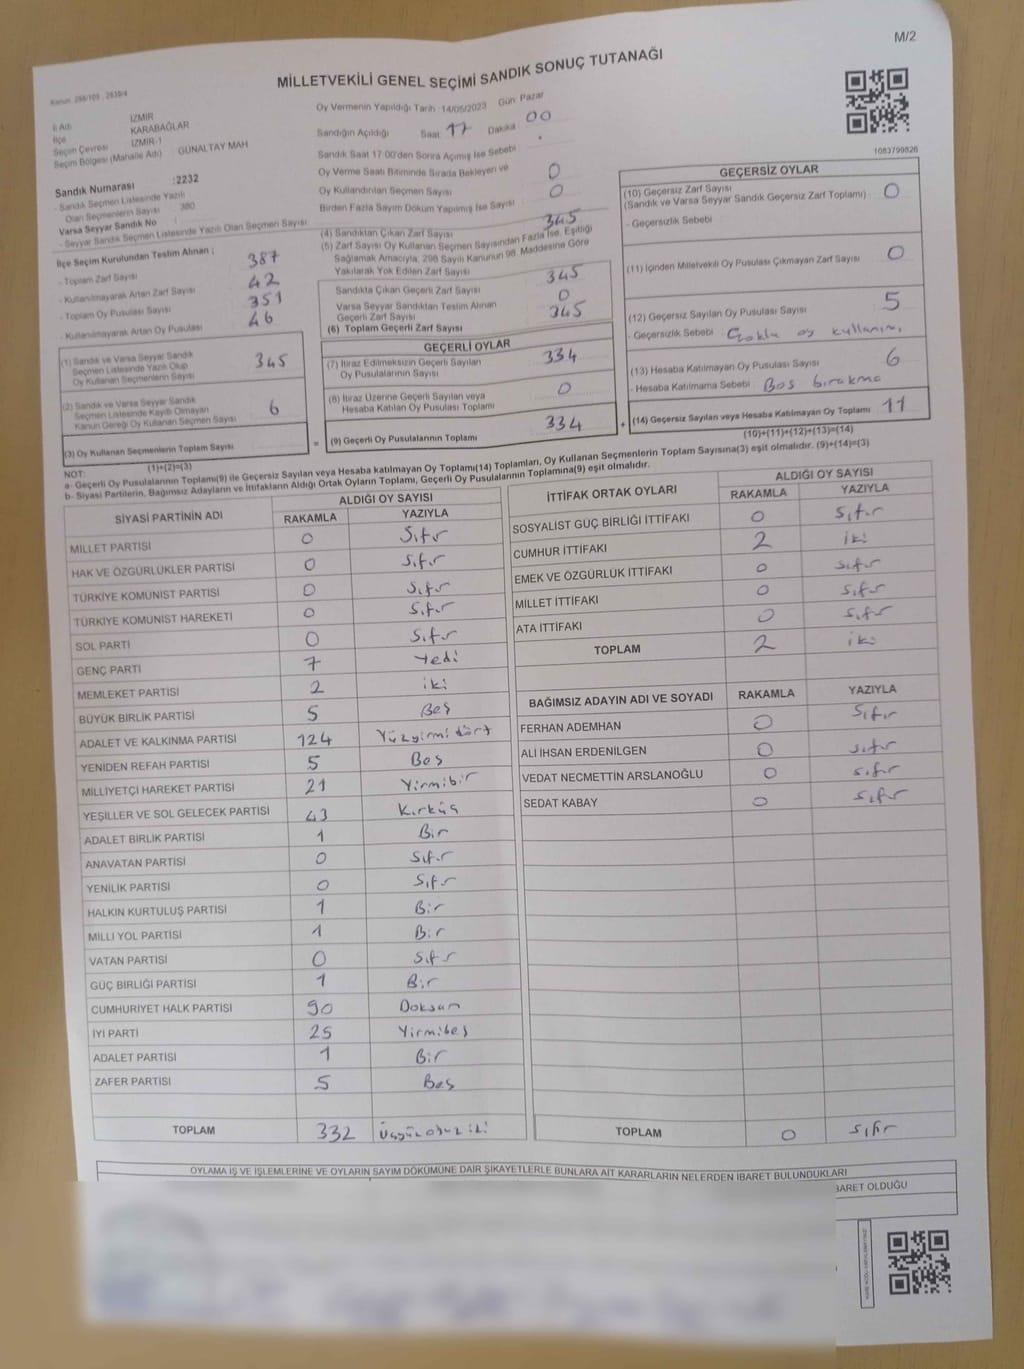 M/2
MİLLETVEKİLİ GENEL SEÇİMİ SANDIK SONUÇ TUTANAĞI
Kanun: 298/105 - 2839/4
İl Adı İZMİR
İlçe KARABAĞLAR
Seçim Çevresi İZMİR-1
Seçim Bölgesi (Mahalle Adı) GÜNALTAY MAH
Sandık Numarası :2232
- Sandık Seçmen Listesinde Yazılı
Olan Seçmenlerin Sayısı 380
Varsa Seyyar Sandık No :
- Seyyar Sandık Seçmen Listesinde Yazılı Olan Seçmen Sayısı
İlçe Seçim Kurulundan Teslim Alınan ;
- Toplam Zarf Sayısı 387
- Kullanılmayarak Artan Zarf Sayısı 42
- Toplam Oy Pusulası Sayısı 351
- Kullanılmayarak Artan Oy Pusulası 46
(1) Sandık ve Varsa Seyyar Sandık
Seçmen Listesinde Yazılı Olup
Oy Kullanan Seçmenlerin Sayısı 345
(2) Sandık ve Varsa Seyyar Sandık
Seçmen Listesinde Kayıtlı Olmayan
Kanun Gereği Oy Kullanan Seçmen Sayısı 6
(3) Oy Kullanan Seçmenlerin Toplam Sayısı
(1)+(2)=(3)
Oy Vermenin Yapıldığı Tarih :14/05/2023 Gün: Pazar
Sandığın Açıldığı Saat 17 Dakika 00
Sandık Saat 17:00'den Sonra Açımış İse Sebebi
Oy Verme Saati Bitiminde Sırada Bekleyen ve
Oy Kullandırılan Seçmen Sayısı 0
Birden Fazla Sayım Döküm Yapılmış İse Sayısı 0
(4) Sandıktan Çıkan Zarf Sayısı 345
(5) Zarf Sayısı Oy Kullanan Seçmen Sayısından Fazla İse, Eşitliği
Sağlamak Amacıyla, 298 Sayılı Kanunun 98. Maddesine Göre
Yakılarak Yok Edilen Zarf Sayısı
Sandıkta Çıkan Geçerli Zarf Sayısı 345
Varsa Seyyar Sandıktan Teslim Alınan
Geçerli Zarf Sayısı 0
(6) Toplam Geçerli Zarf Sayısı 345
GEÇERLİ OYLAR
(7) İtiraz Edilmeksizin Geçerli Sayılan
Oy Pusulalarının Sayısı 334
(8) İtiraz Üzerine Geçerli Sayılan veya
Hesaba Katılan Oy Pusulası Toplamı 0
= (9) Geçerli Oy Pusulalarının Toplamı 334 +
1083799826
GEÇERSİZ OYLAR
(10) Geçersiz Zarf Sayısı
(Sandık ve Varsa Seyyar Sandık Geçersiz Zarf Toplamı) 0
- Geçersizlik Sebebi
(11) İçinden Milletvekili Oy Pusulası Çıkmayan Zarf Sayısı 0
(12) Geçersiz Sayılan Oy Pusulası Sayısı 5
- Geçersizlik Sebebi Çoklu oy kullanımı
(13) Hesaba Katılmayan Oy Pusulası Sayısı 6
- Hesaba Katılmama Sebebi Boş bırakma
(14) Geçersiz Sayılan veya Hesaba Katılmayan Oy Toplamı 11
(10)+(11)+(12)+(13)=(14)
NOT:
a- Geçerli Oy Pusulalarının Toplamı(9) ile Geçersiz Sayılan veya Hesaba katılmayan Oy Toplamı(14) Toplamları, Oy Kullanan Seçmenlerin Toplam Sayısına(3) eşit olmalıdır. (9)+(14)=(3)
b- Siyasi Partilerin, Bağımsız Adayların ve İttifakların Aldığı Ortak Oyların Toplamı, Geçerli Oy Pusulalarının Toplamına(9) eşit olmalıdır.
SİYASİ PARTİNİN ADI ALDIĞI OY SAYISI
RAKAMLA YAZIYLA
MİLLET PARTİSİ 0 Sıfır
HAK VE ÖZGÜRLÜKLER PARTİSİ 0 Sıfır
TÜRKİYE KOMÜNİST PARTİSİ 0 Sıfır
TÜRKİYE KOMÜNİST HAREKETİ 0 Sıfır
SOL PARTİ 0 Sıfır
GENÇ PARTİ 7 Yedi
MEMLEKET PARTİSİ 2 iki
BÜYÜK BİRLİK PARTİSİ 5 Beş
ADALET VE KALKINMA PARTİSİ 124 Yüzyirmi dört
YENİDEN REFAH PARTİSİ 5 Beş
MİLLİYETÇİ HAREKET PARTİSİ 21 Yirmibir
YEŞİLLER VE SOL GELECEK PARTİSİ 43 Kırküç
ADALET BİRLİK PARTİSİ 1 Bir
ANAVATAN PARTİSİ 0 Sıfır
YENİLİK PARTİSİ 0 Sıfır
HALKIN KURTULUŞ PARTİSİ 1 Bir
MİLLİ YOL PARTİSİ 1 Bir
VATAN PARTİSİ 0 Sıfır
GÜÇ BİRLİĞİ PARTİSİ 1 Bir
CUMHURİYET HALK PARTİSİ 90 Doksan
İYİ PARTİ 25 Yirmibeş
ADALET PARTİSİ 1 Bir
ZAFER PARTİSİ 5 Beş
TOPLAM 332 Üçyüzotuziki
İTTİFAK ORTAK OYLARI ALDIĞI OY SAYISI
RAKAMLA YAZIYLA
SOSYALİST GÜÇ BİRLİĞİ İTTİFAKI 0 Sıfır
CUMHUR İTTİFAKI 2 iki
EMEK VE ÖZGÜRLÜK İTTİFAKI 0 sıfır
MİLLET İTTİFAKI 0 sıfır
ATA İTTİFAKI 0 sıfır
TOPLAM 2 iki
BAĞIMSIZ ADAYIN ADI VE SOYADI RAKAMLA YAZIYLA
FERHAN ADEMHAN 0 Sıfır
ALİ İHSAN ERDENİLGEN 0 sıfır
VEDAT NECMETTİN ARSLANOĞLU 0 sıfır
SEDAT KABAY 0 sıfır
TOPLAM 0 sıfır
OYLAMA İŞ VE İŞLEMLERİNE VE OYLARIN SAYIM DÖKÜMÜNE DAİR ŞİKAYETLERLE BUNLARA AİT KARARLARIN NELERDEN İBARET BULUNDUKLARI
BARET OLDUĞU